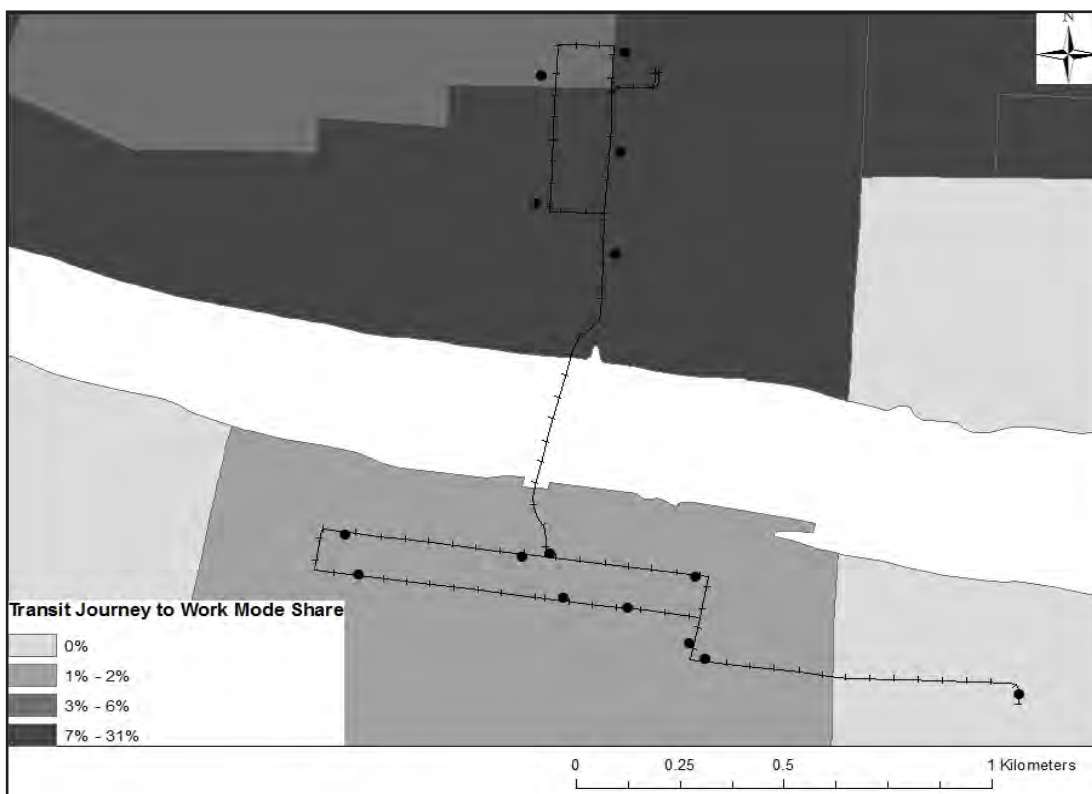 N
Transit Journey to Work Mode Share
0%
1% - 2%
3% - 6%
7% - 31%
0 0.25 0.5 1 Kilometers